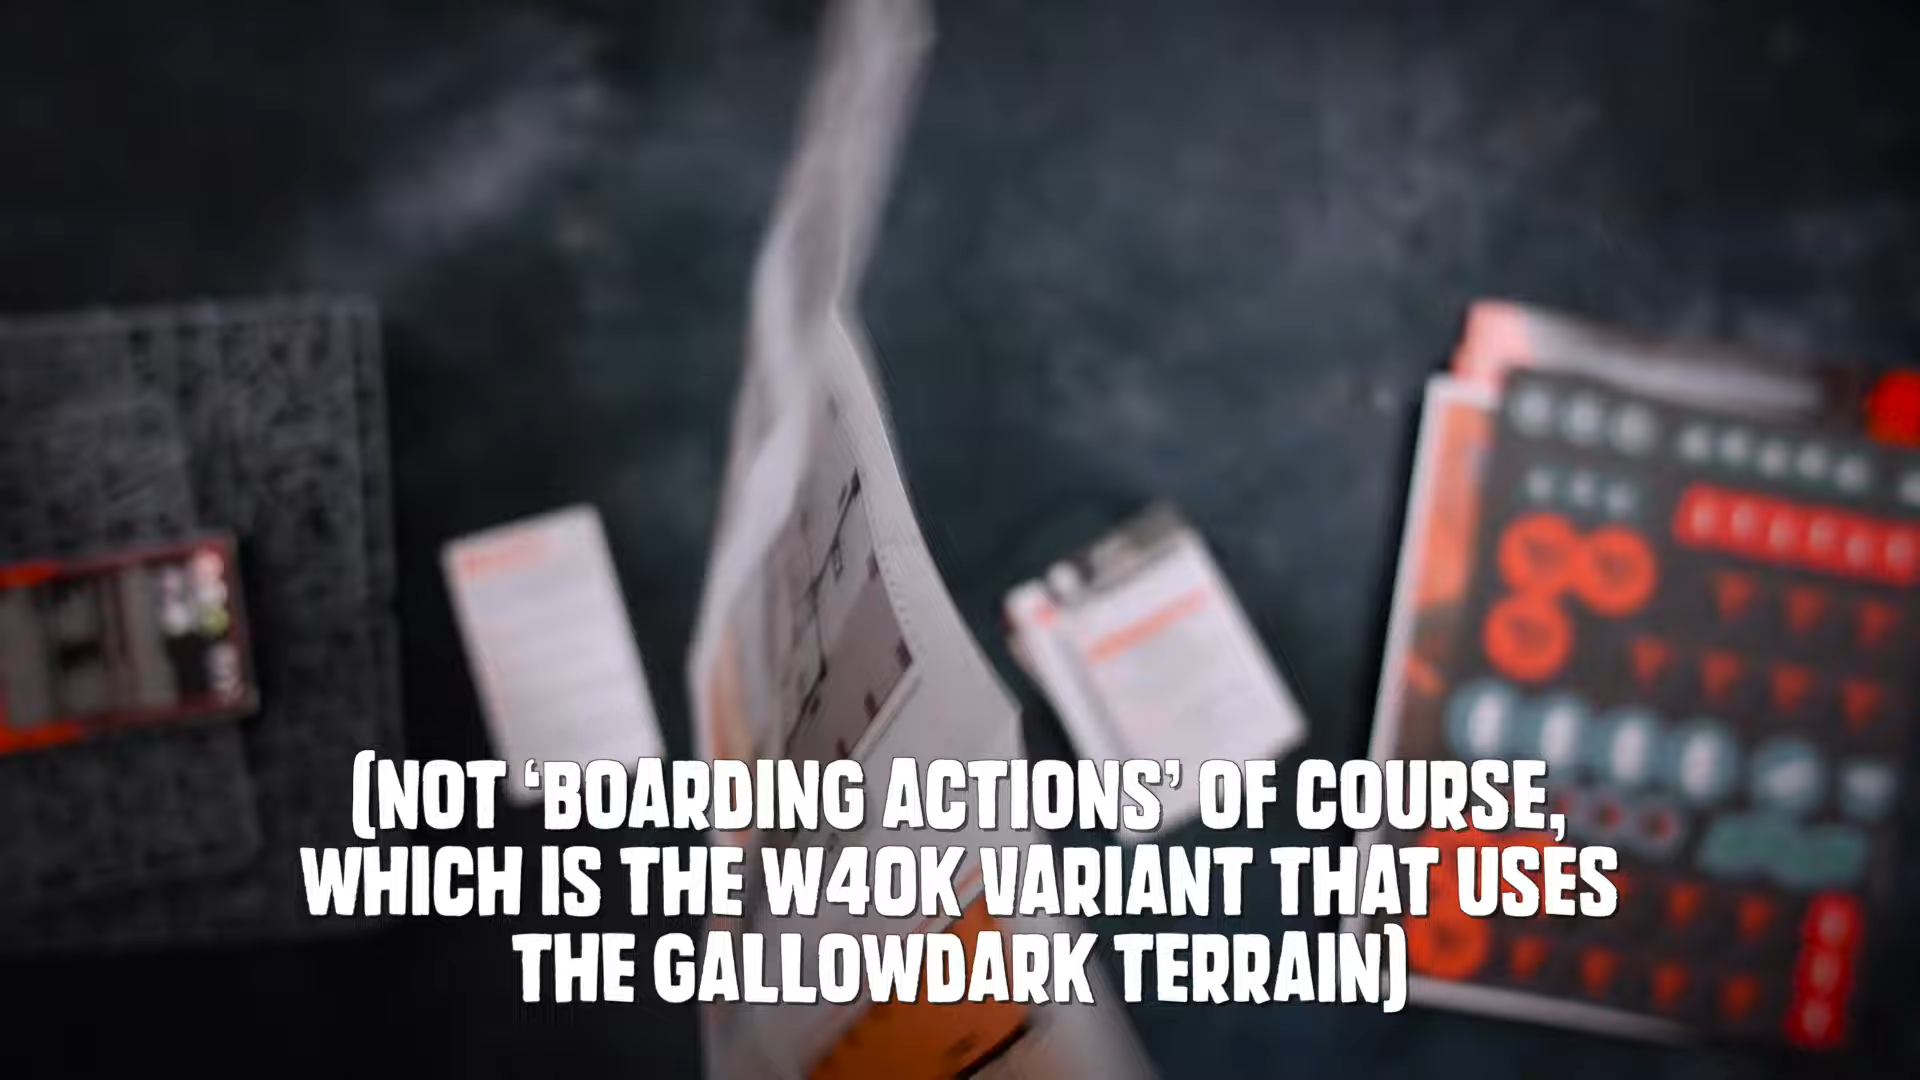 (NOT ‘BOARDING ACTIONS’ OF COURSE,
WHICH IS THE W40K VARIANT THAT USES
THE GALLOWDARK TERRAIN)